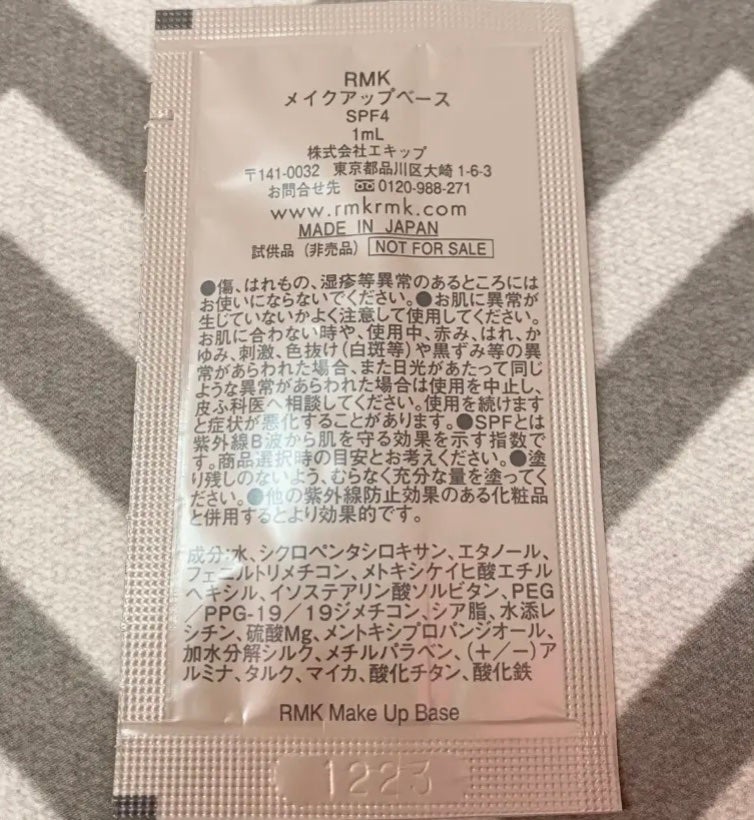 RMK
メイクアップベース
SPF4
1mL
株式会社エキップ
〒141-0032 東京都品川区大崎1-6-3
お問合せ先 0120-988-271
www.rmkrmk.com
MADE IN JAPAN
試供品（非売品） NOT FOR SALE
●傷、はれもの、湿疹等異常のあるところには
お使いにならないでください。●お肌に異常が
生じていないかよく注意して使用してください。
お肌に合わない時や、使用中、赤み、はれ、か
ゆみ、刺激、色抜け（白斑等）や黒ずみ等の異
常があらわれた場合、また日光があたって同じ
ような異常があらわれた場合は使用を中止し、
皮ふ科医へ相談してください。使用を続けます
と症状が悪化することがあります。●SPFとは
紫外線B波から肌を守る効果を示す指数で
す。商品選択時の目安とお考えください。●塗
り残しのないよう、むらなく充分な量を塗ってく
ださい。●他の紫外線防止効果のある化粧品
と併用するとより効果的です。
成分:水、シクロペンタシロキサン、エタノール、
フェニルトリメチコン、メトキシケイヒ酸エチル
ヘキシル、イソステアリン酸ソルビタン、PEG
／PPG-19／19ジメチコン、シア脂、水添レ
シチン、硫酸Mg、メントキシプロパンジオール、
加水分解シルク、メチルパラベン、（＋／－）ア
ルミナ、タルク、マイカ、酸化チタン、酸化鉄
RMK Make Up Base
1223